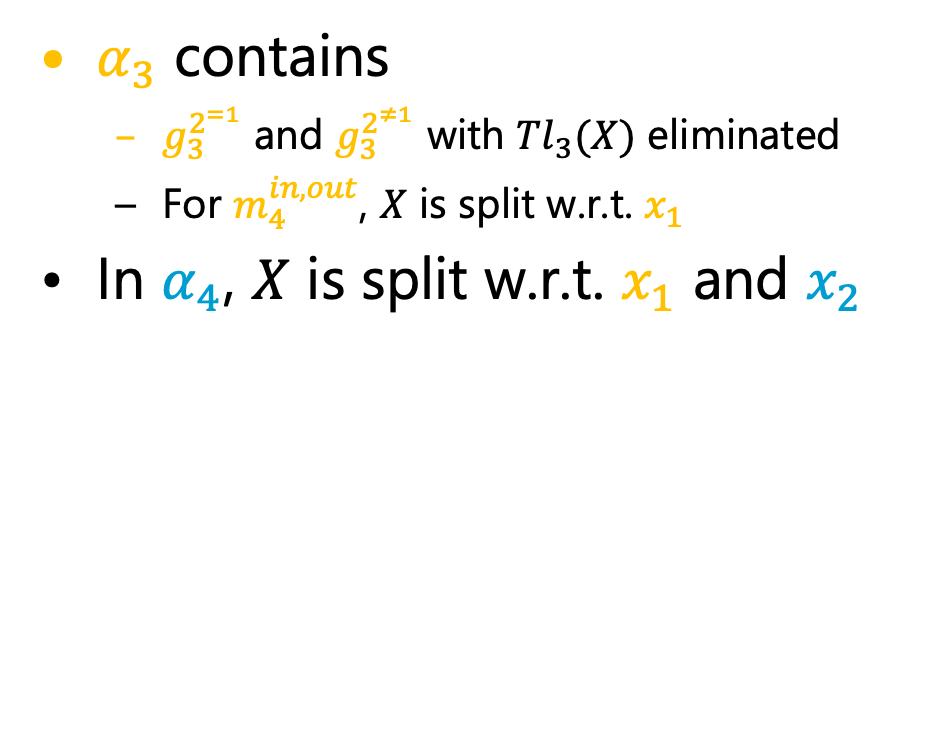 • α₃ contains
– g₃^{2=1} and g₃^{2≠1} with Tl₃(X) eliminated
– For m₄^{in,out}, X is split w.r.t. x₁
• In α₄, X is split w.r.t. x₁ and x₂